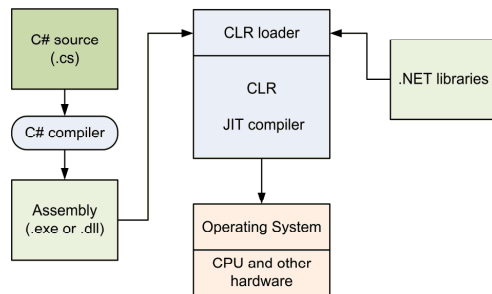 C# source
(.cs)
C# compiler
Assembly
(.exe or .dll)
CLR loader
CLR
JIT compiler
.NET libraries
Operating System
CPU and other
hardware